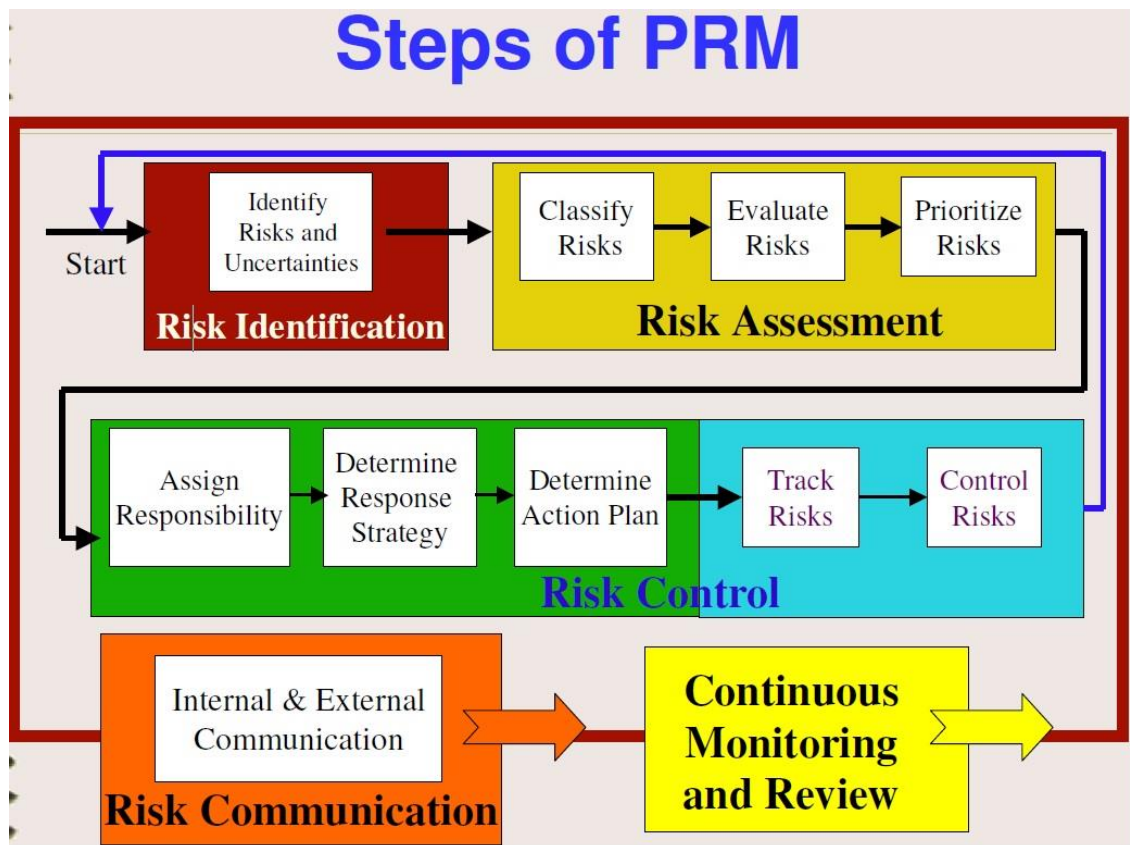 Steps of PRM
Start
Identify
Risks and
Uncertainties
Risk Identification
Classify
Risks
Evaluate
Risks
Prioritize
Risks
Risk Assessment
Assign
Responsibility
Determine
Response
Strategy
Determine
Action Plan
Track
Risks
Control
Risks
Risk Control
Internal & External
Communication
Risk Communication
Continuous
Monitoring
and Review